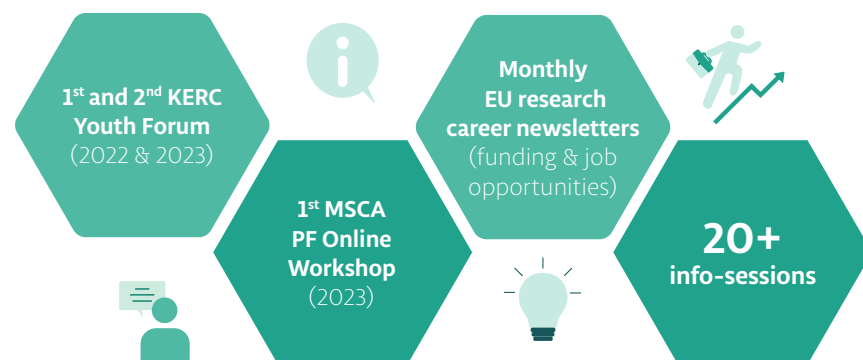 1st and 2nd KERC
Youth Forum
(2022 & 2023)
1st MSCA
PF Online
Workshop
(2023)
Monthly
EU research
career newsletters
(funding & job
opportunities)
20+
info-sessions